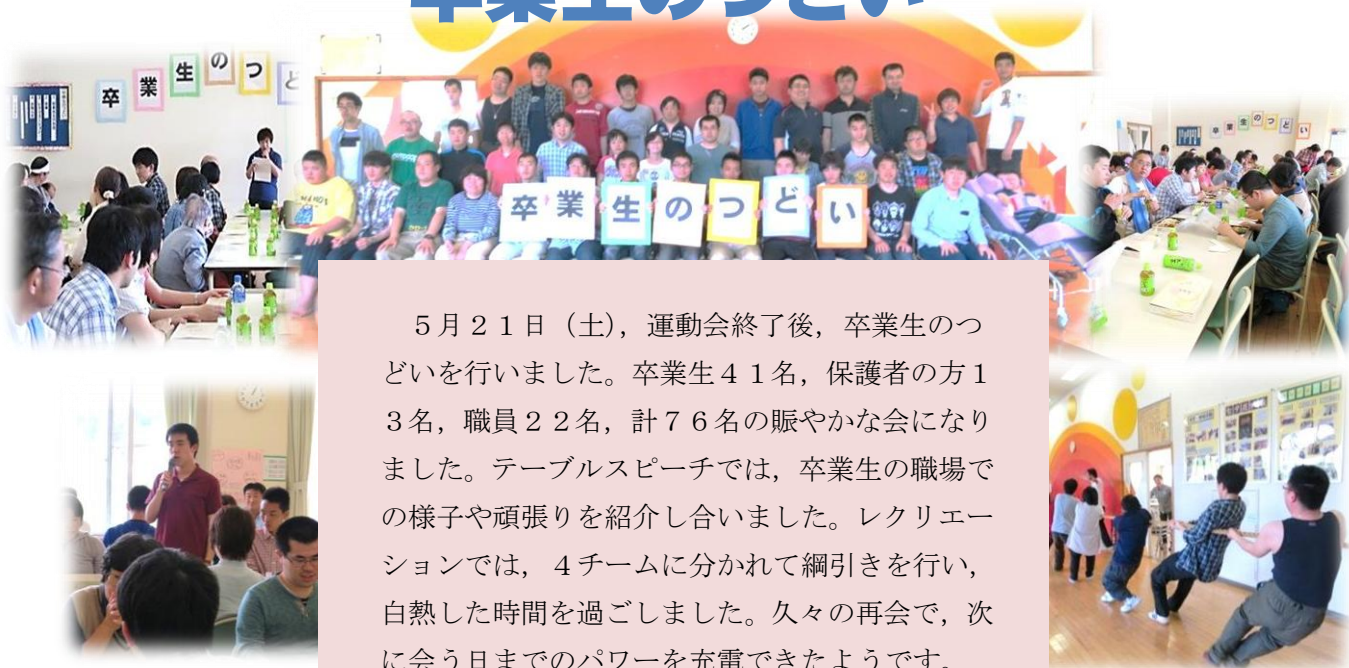 卒業生のつどい
卒業生のつど
卒業生のつどい
卒業生のつどい
　５月２１日（土），運動会終了後，卒業生のつ
どいを行いました。卒業生４１名，保護者の方１
３名，職員２２名，計７６名の賑やかな会になり
ました。テーブルスピーチでは，卒業生の職場で
の様子や頑張りを紹介し合いました。レクリエー
ションでは，４チームに分かれて綱引きを行い，
白熱した時間を過ごしました。久々の再会で，次
に会う日までのパワーを充電できたようです。